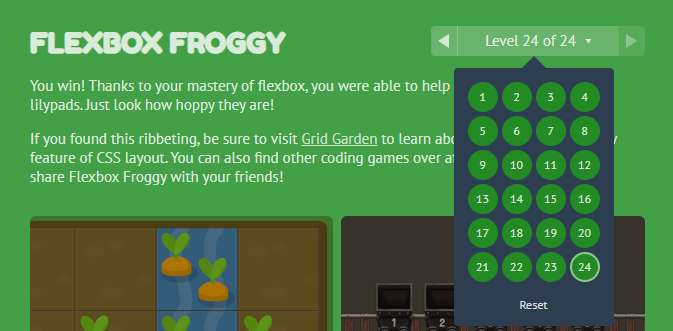 FLEXBOX FROGGY
Level 24 of 24
You win! Thanks to your mastery of flexbox, you were able to help
lilypads. Just look how hoppy they are!
If you found this ribbeting, be sure to visit Grid Garden to learn
feature of CSS layout. You can also find other coding games over
share Flexbox Froggy with your friends!
1 2 3 4
5 6 7 8
9 10 11 12
13 14 15 16
17 18 19 20
21 22 23 24
Reset
1 2